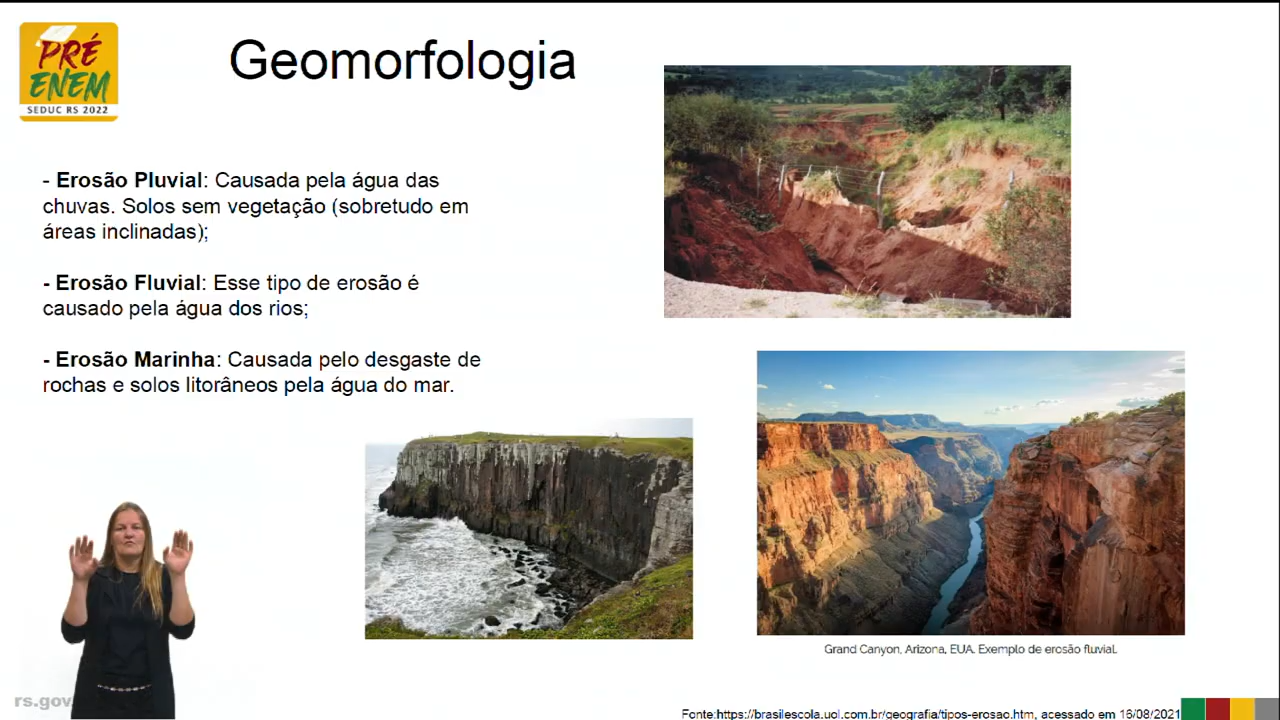 PRÉ
ENEM
SEDUC RS 2022
Geomorfologia
- Erosão Pluvial: Causada pela água das
chuvas. Solos sem vegetação (sobretudo em
áreas inclinadas);
- Erosão Fluvial: Esse tipo de erosão é
causado pela água dos rios;
- Erosão Marinha: Causada pelo desgaste de
rochas e solos litorâneos pela água do mar.
Grand Canyon, Arizona, EUA. Exemplo de erosão fluvial.
rs.gov
Fonte:https://brasilescola.uol.com.br/geografia/tipos-erosao.htm, acessado em 16/08/2021